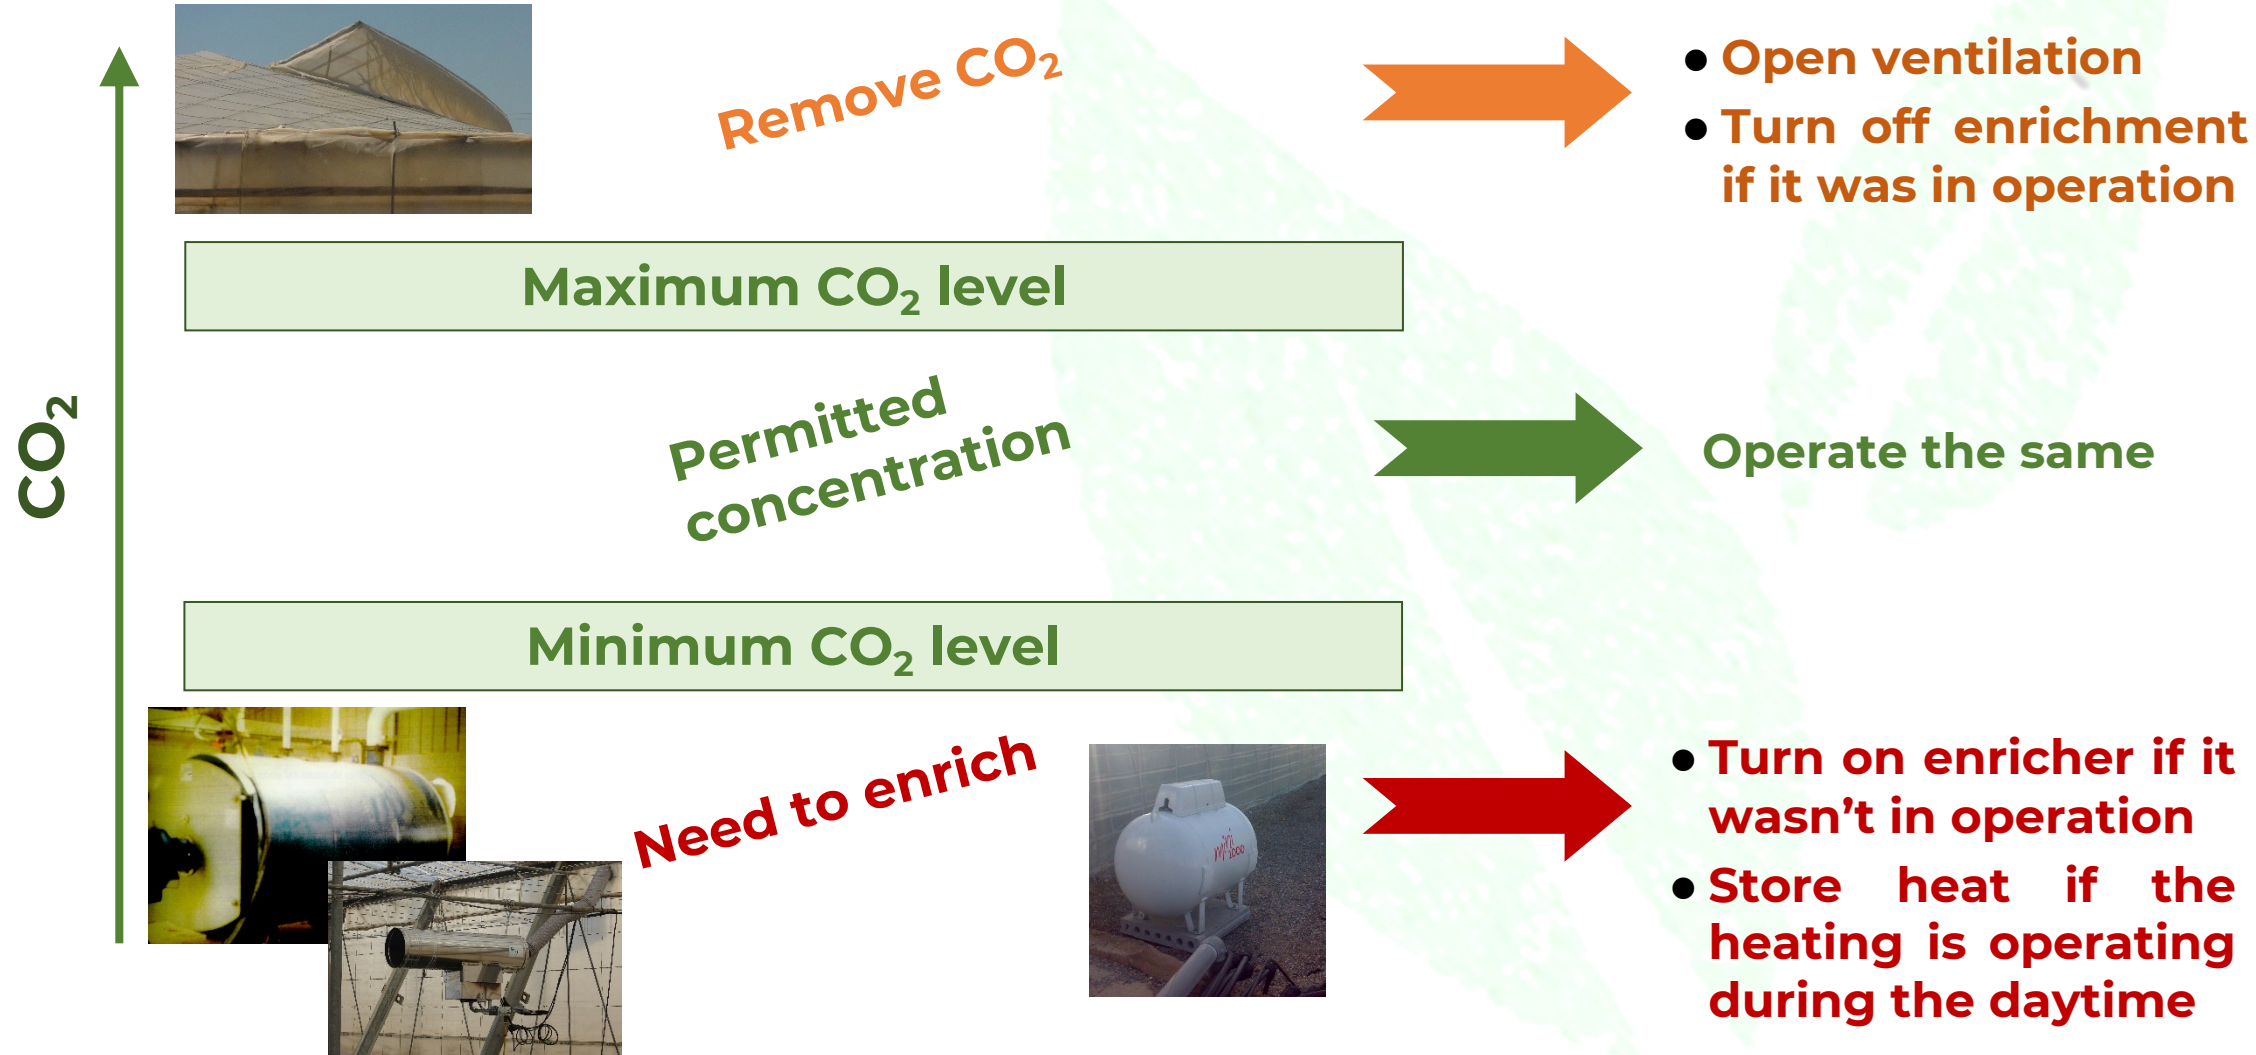 Remove CO₂
● Open ventilation
● Turn off enrichment
if it was in operation
Maximum CO₂ level
CO₂
Permitted
concentration
Operate the same
Minimum CO₂ level
Need to enrich
mini
2000
● Turn on enricher if it
wasn’t in operation
● Store heat if the
heating is operating
during the daytime